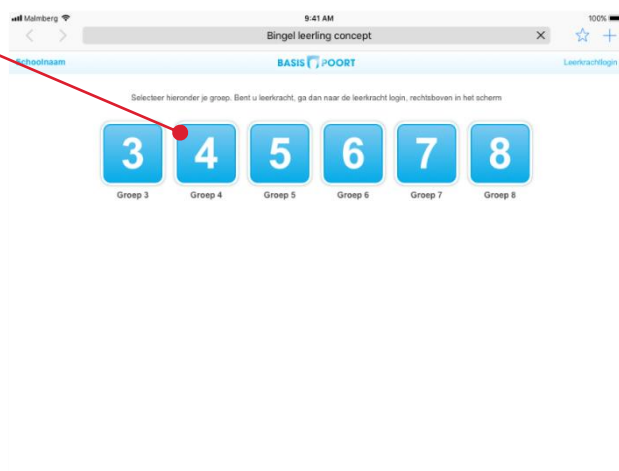 Malmberg 9:41 AM 100%
Bingel leerling concept
Schoolnaam BASIS POORT Leerkrachtlogin
Selecteer hieronder je groep. Bent u leerkracht, ga dan naar de leerkracht login, rechtsboven in het scherm
3 4 5 6 7 8
Groep 3 Groep 4 Groep 5 Groep 6 Groep 7 Groep 8